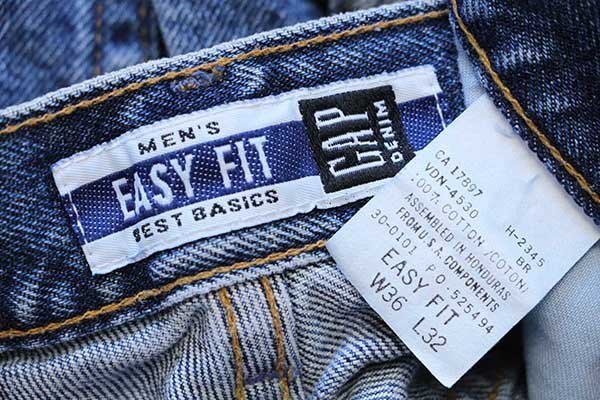 MEN'S
EASY FIT
BEST BASICS
GAP
DENIM
CA 17897
VDN-4530 H-2345
100% COTTON /COTON/ BR
ASSEMBLED IN HONDURAS
FROM U.S.A. COMPONENTS
30-0101 P O : 525494
EASY FIT
W36 L32